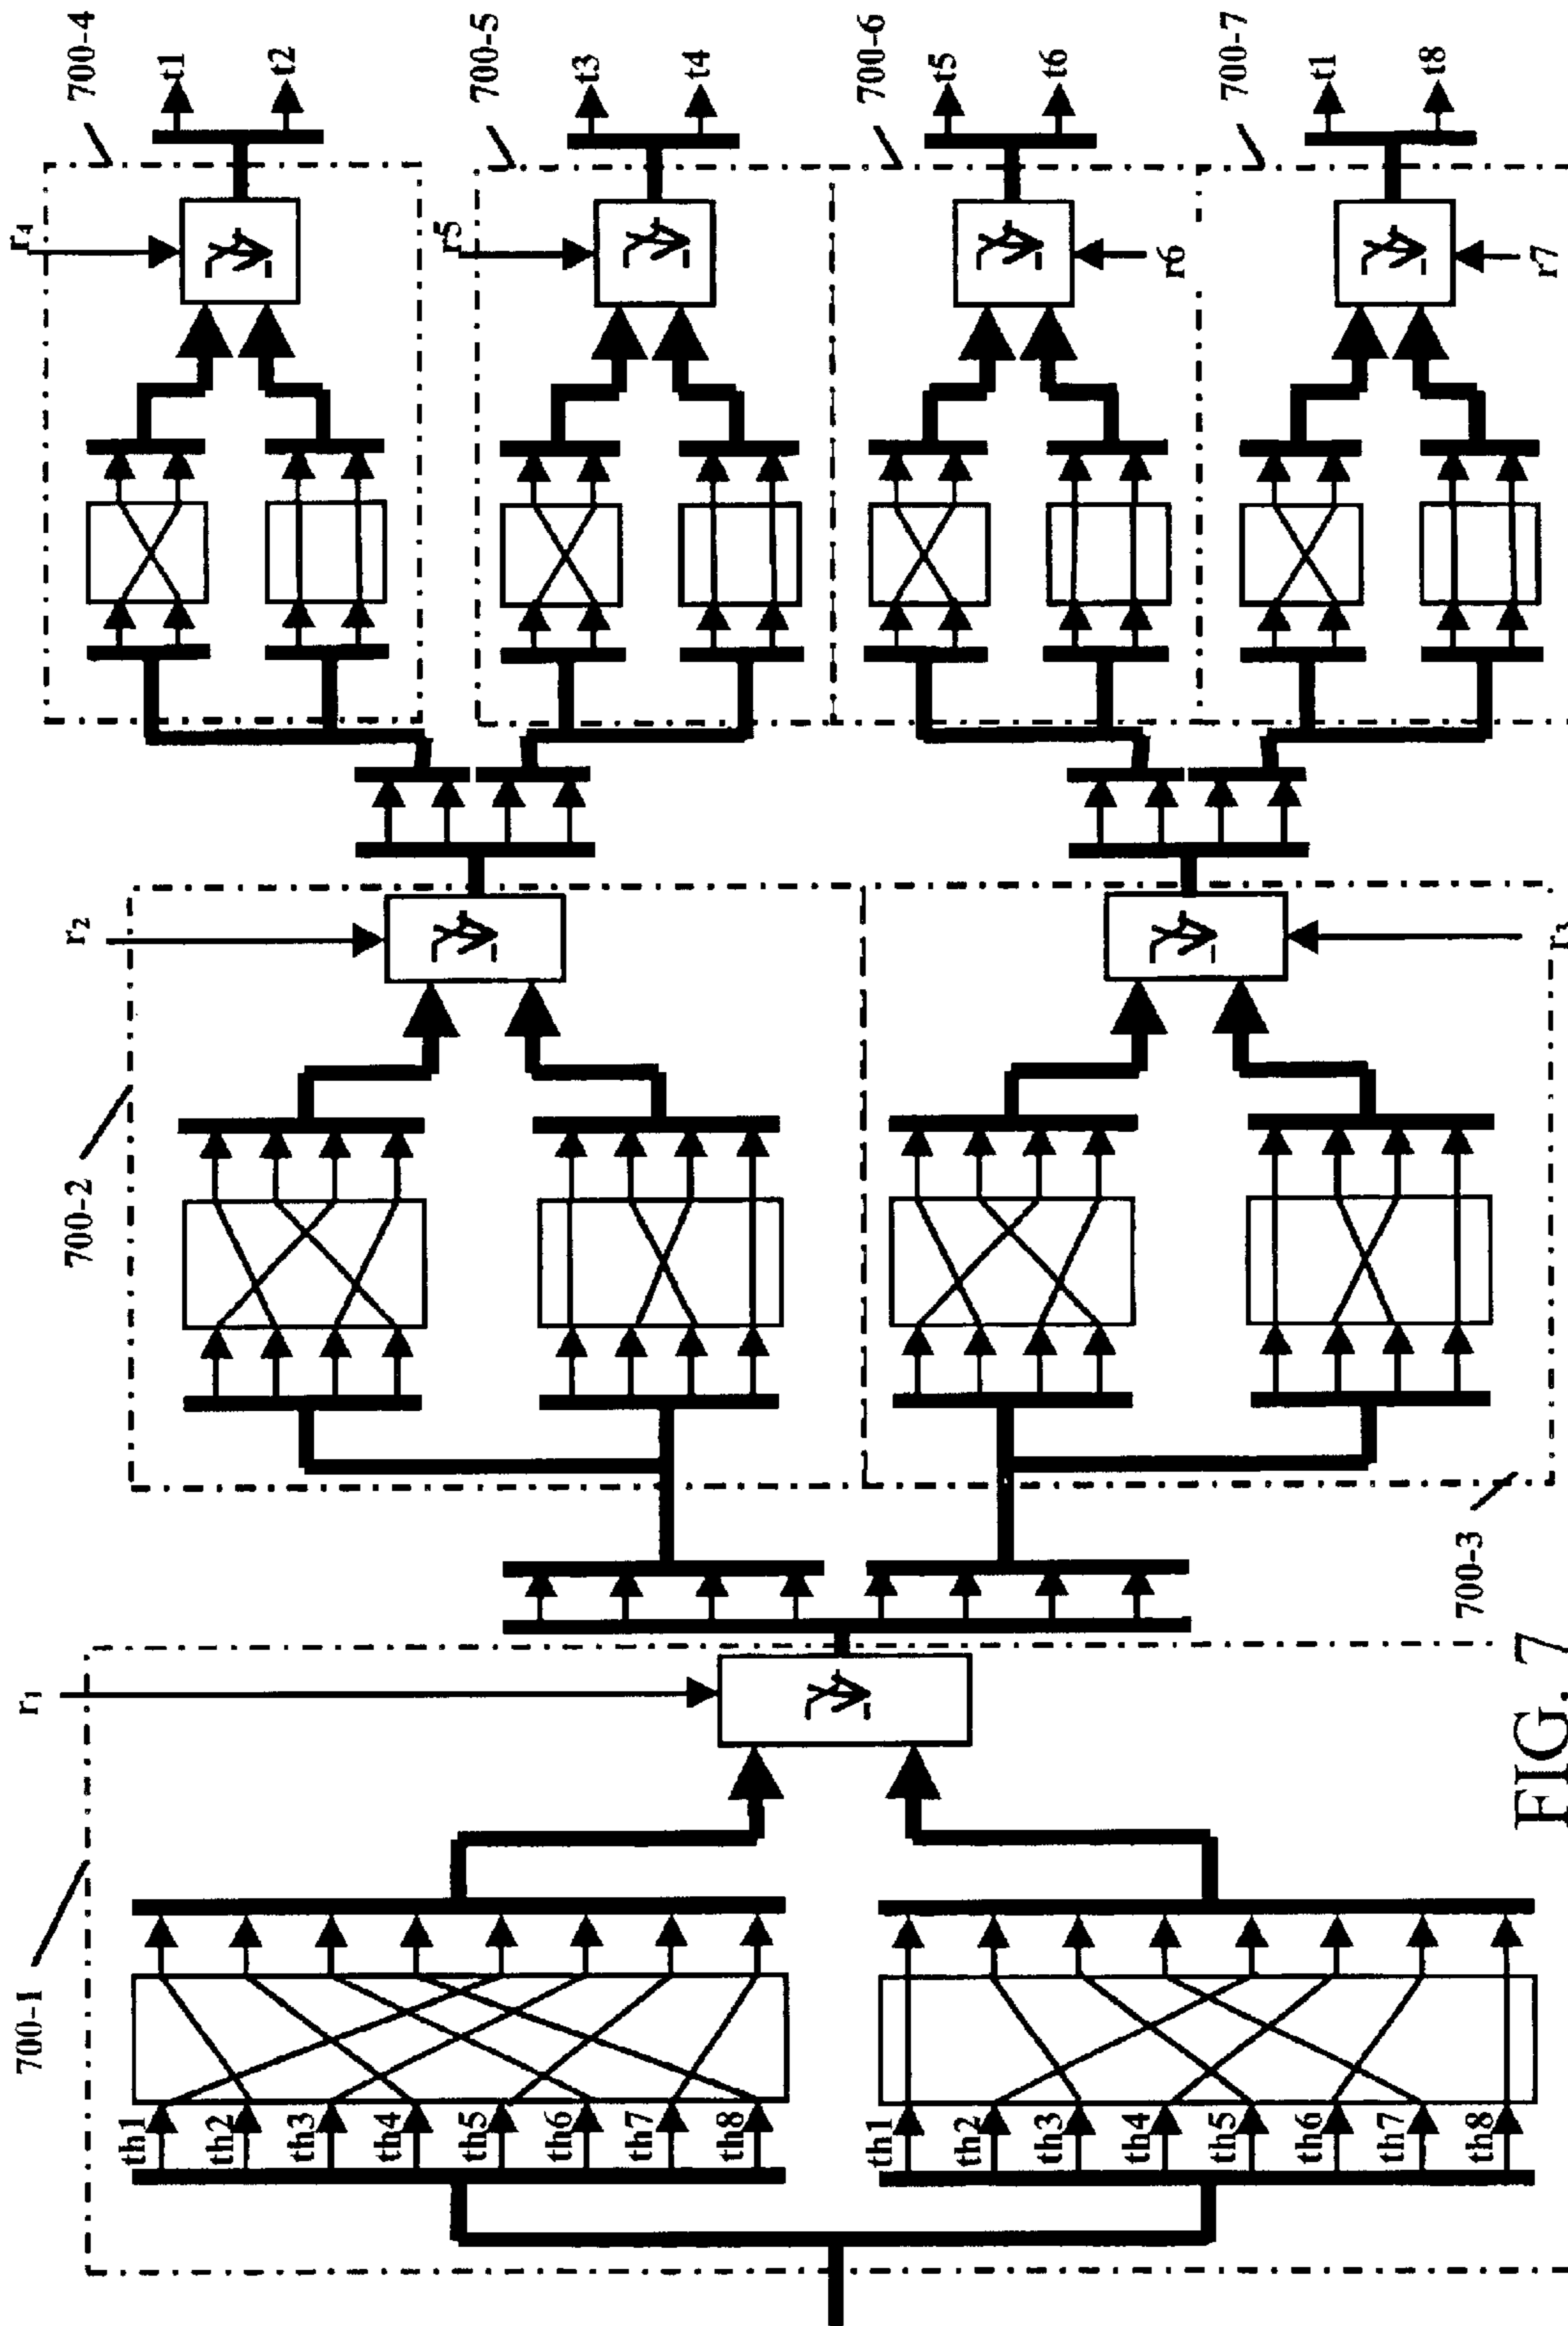 700-1
r1
th1
th2
th3
th4
th5
th6
th7
th8
th1
th2
th3
th4
th5
th6
th7
th8
700-2
r2
700-3
r3
r4
700-4
t1
t2
r5
700-5
t3
t4
r6
700-6
t5
t6
r7
700-7
t1
t8
FIG. 7